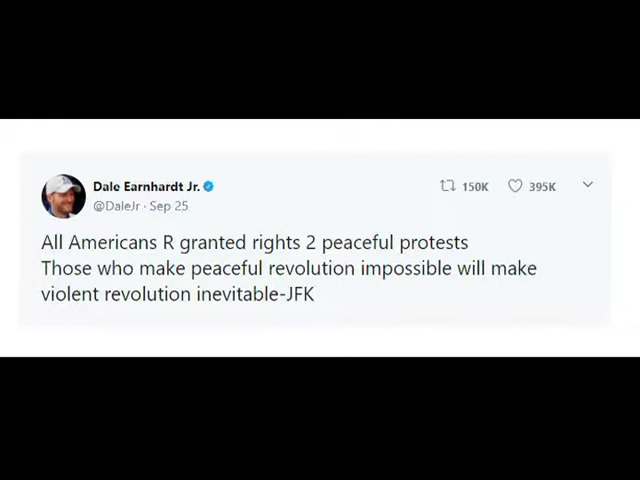 Dale Earnhardt Jr.
150K
395K
@DaleJr · Sep 25
All Americans R granted rights 2 peaceful protests
Those who make peaceful revolution impossible will make
violent revolution inevitable-JFK